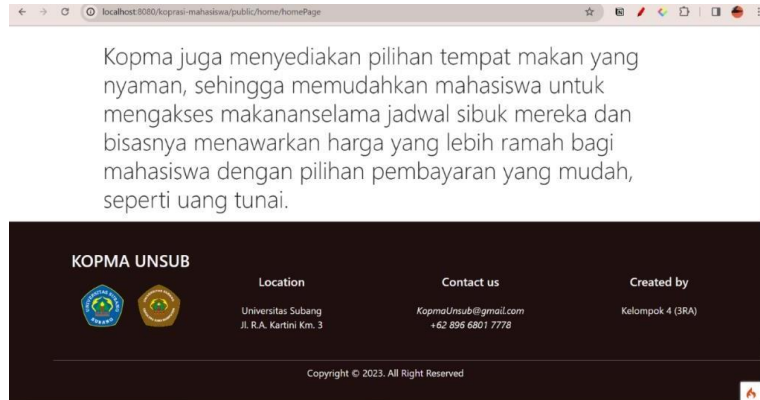 localhost:8080/koprasi-mahasiswa/public/home/homePage
Kopma juga menyediakan pilihan tempat makan yang
nyaman, sehingga memudahkan mahasiswa untuk
mengakses makananselama jadwal sibuk mereka dan
bisasnya menawarkan harga yang lebih ramah bagi
mahasiswa dengan pilihan pembayaran yang mudah,
seperti uang tunai.
KOPMA UNSUB
UNIVERSITAS SUBANG
SUBANG
Location
Universitas Subang
Jl. R.A. Kartini Km. 3
Contact us
KopmaUnsub@gmail.com
+62 896 6801 7778
Created by
Kelompok 4 (3RA)
Copyright © 2023. All Right Reserved